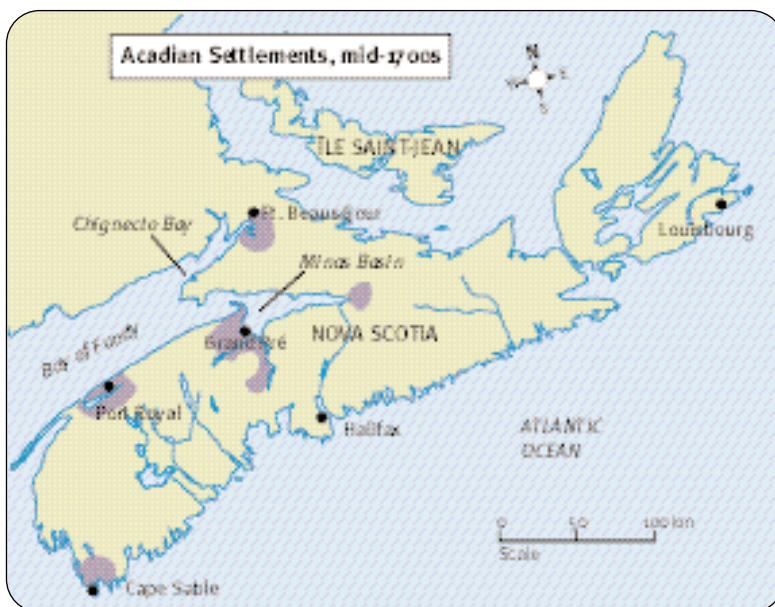 Acadian Settlements, mid-1700s
N
E
S
W
ÎLE SAINT-JEAN
Ft. Beauséjour
Chignecto Bay
Louisbourg
Minas Basin
Bay of Fundy
Grand Pré
NOVA SCOTIA
Port Royal
Halifax
ATLANTIC
OCEAN
0 50 100 km
Scale
Cape Sable